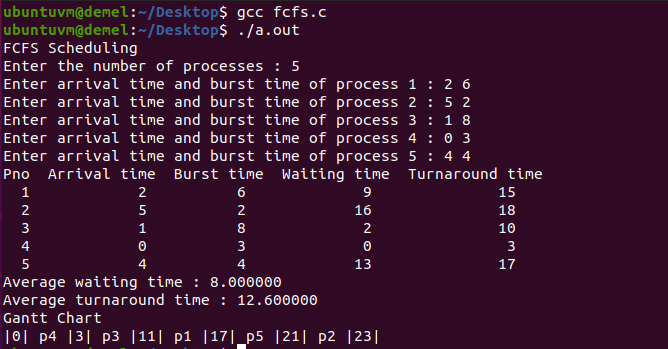 ubuntuvm@demel:~/Desktop$ gcc fcfs.c
ubuntuvm@demel:~/Desktop$ ./a.out
FCFS Scheduling
Enter the number of processes : 5
Enter arrival time and burst time of process 1 : 2 6
Enter arrival time and burst time of process 2 : 5 2
Enter arrival time and burst time of process 3 : 1 8
Enter arrival time and burst time of process 4 : 0 3
Enter arrival time and burst time of process 5 : 4 4
Pno  Arrival time  Burst time  Waiting time  Turnaround time
1 2 6 9 15
2 5 2 16 18
3 1 8 2 10
4 0 3 0 3
5 4 4 13 17
Average waiting time : 8.000000
Average turnaround time : 12.600000
Gantt Chart
|0| p4 |3| p3 |11| p1 |17| p5 |21| p2 |23|